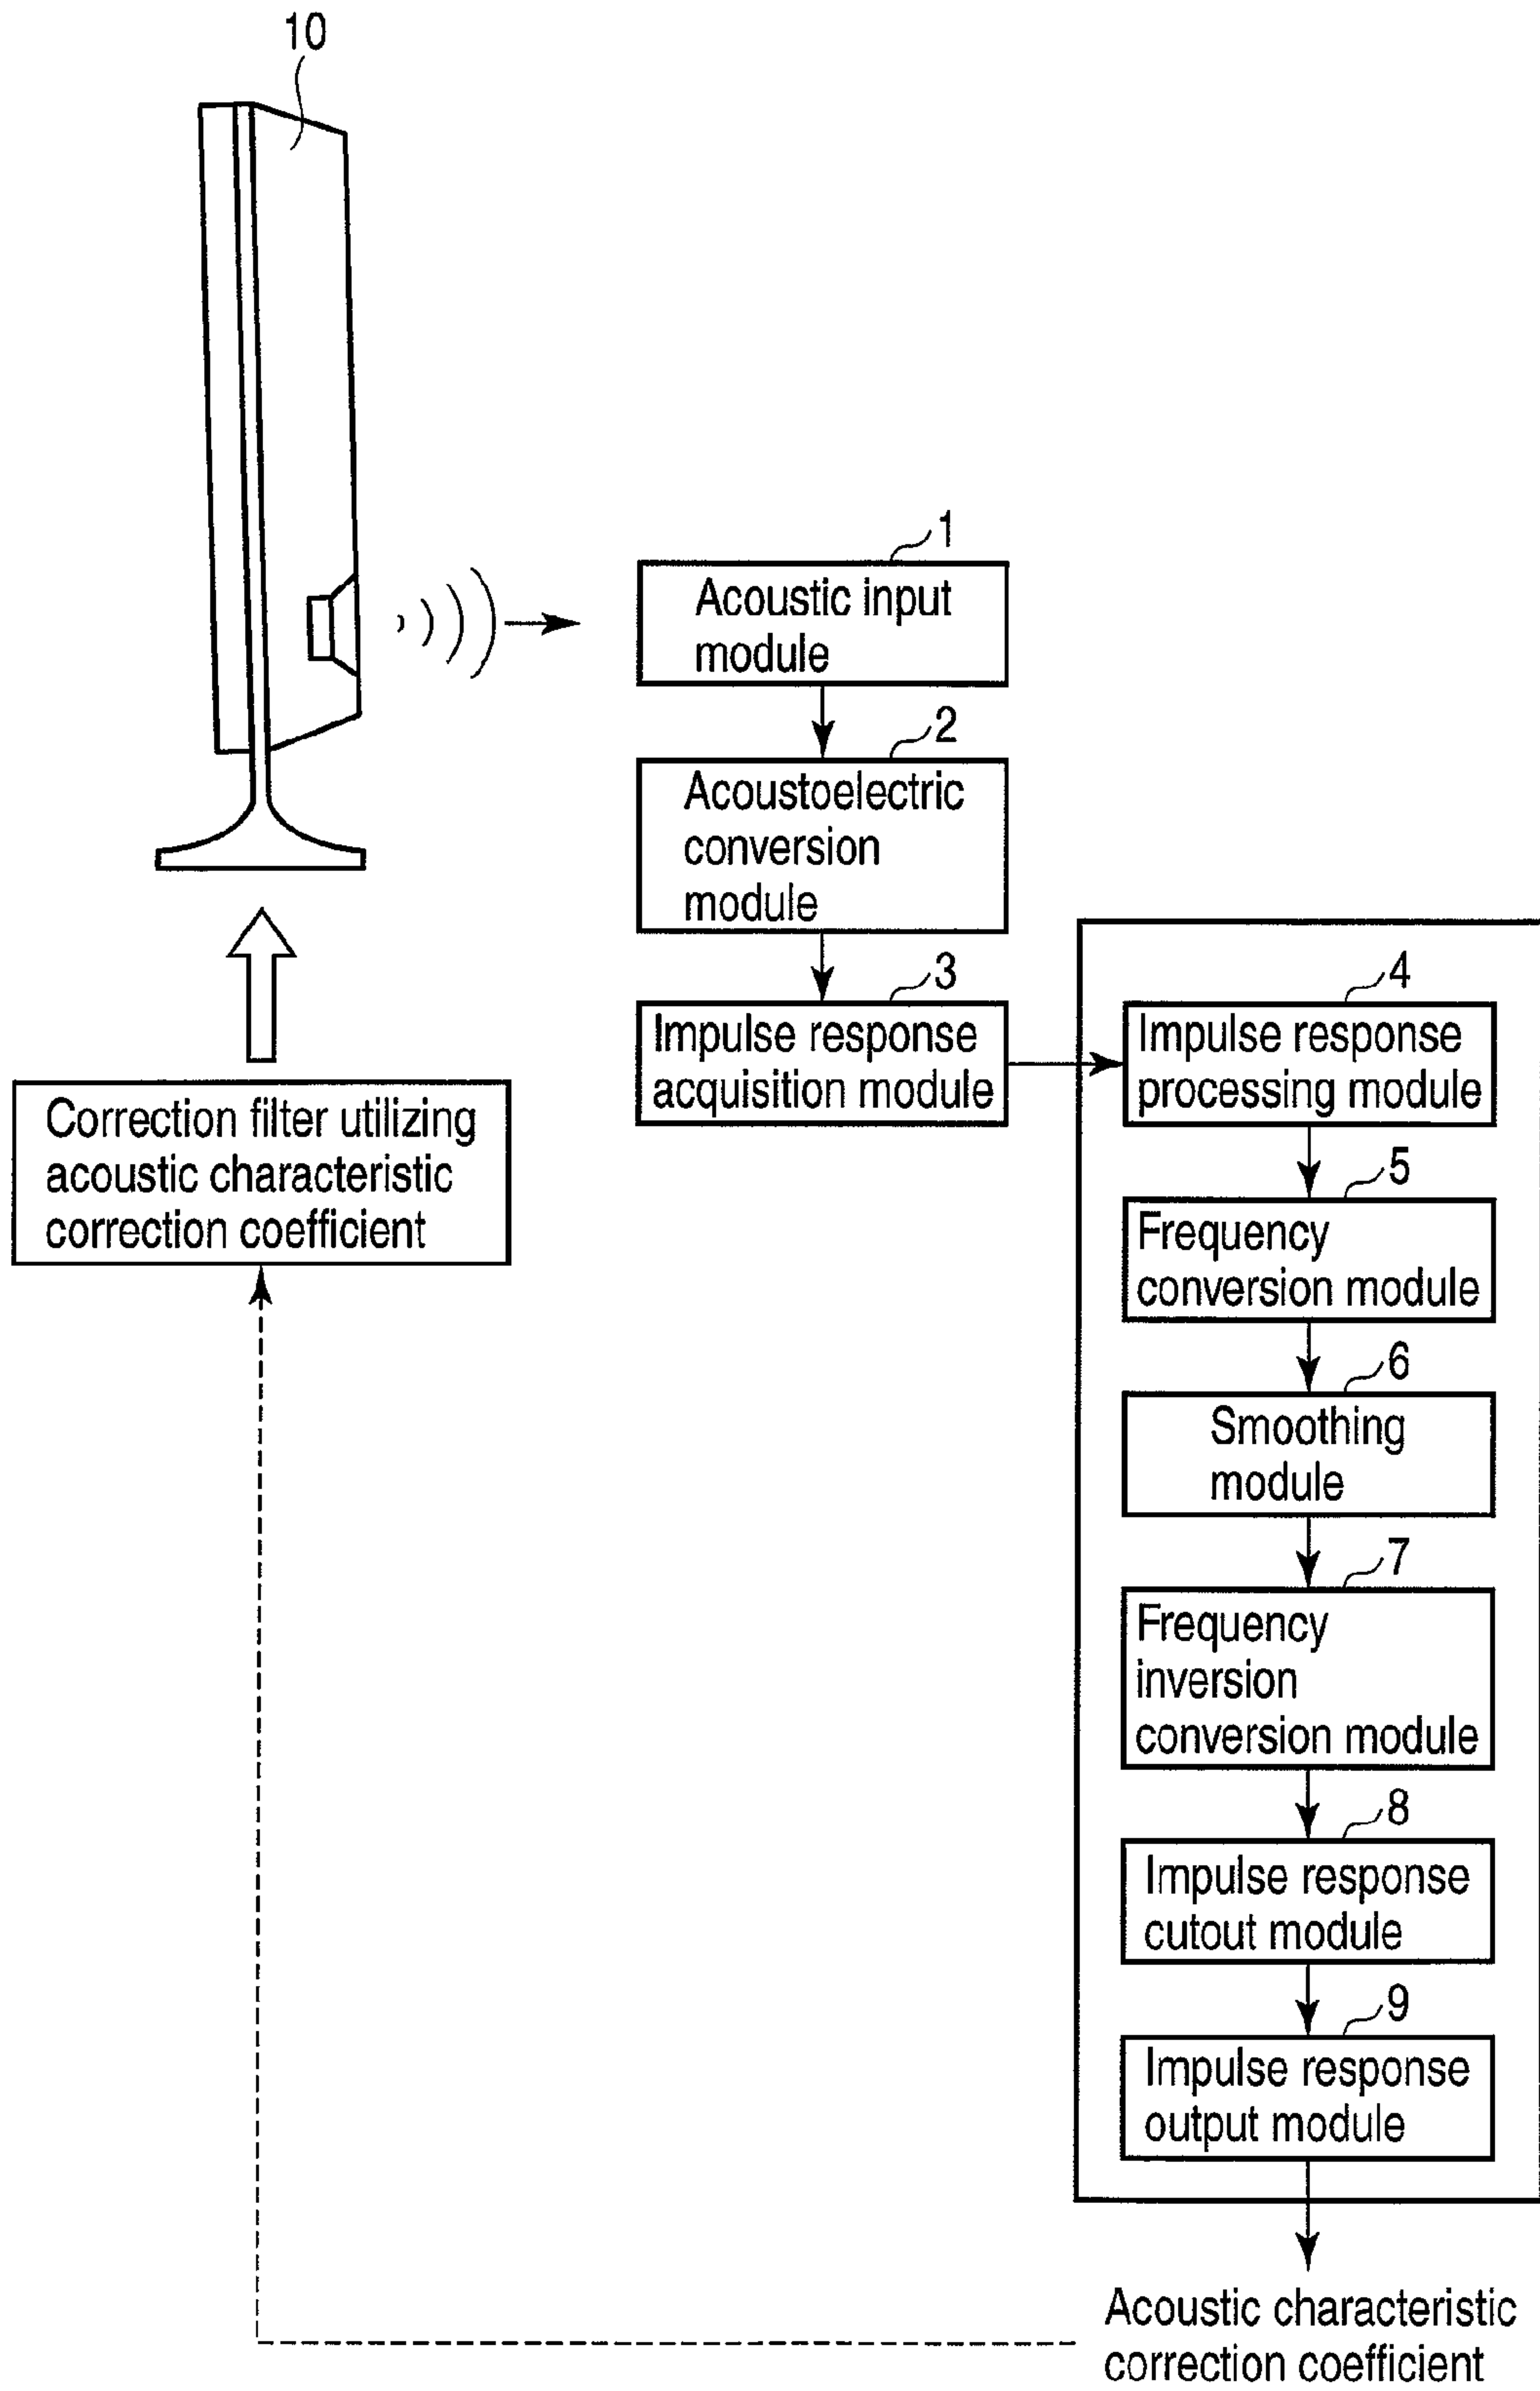 10
1
Acoustic input
module
2
Acoustoelectric
conversion
module
3
Impulse response
acquisition module
4
Impulse response
processing module
Correction filter utilizing
acoustic characteristic
correction coefficient
5
Frequency
conversion module
6
Smoothing
module
7
Frequency
inversion
conversion module
8
Impulse response
cutout module
9
Impulse response
output module
Acoustic characteristic
correction coefficient